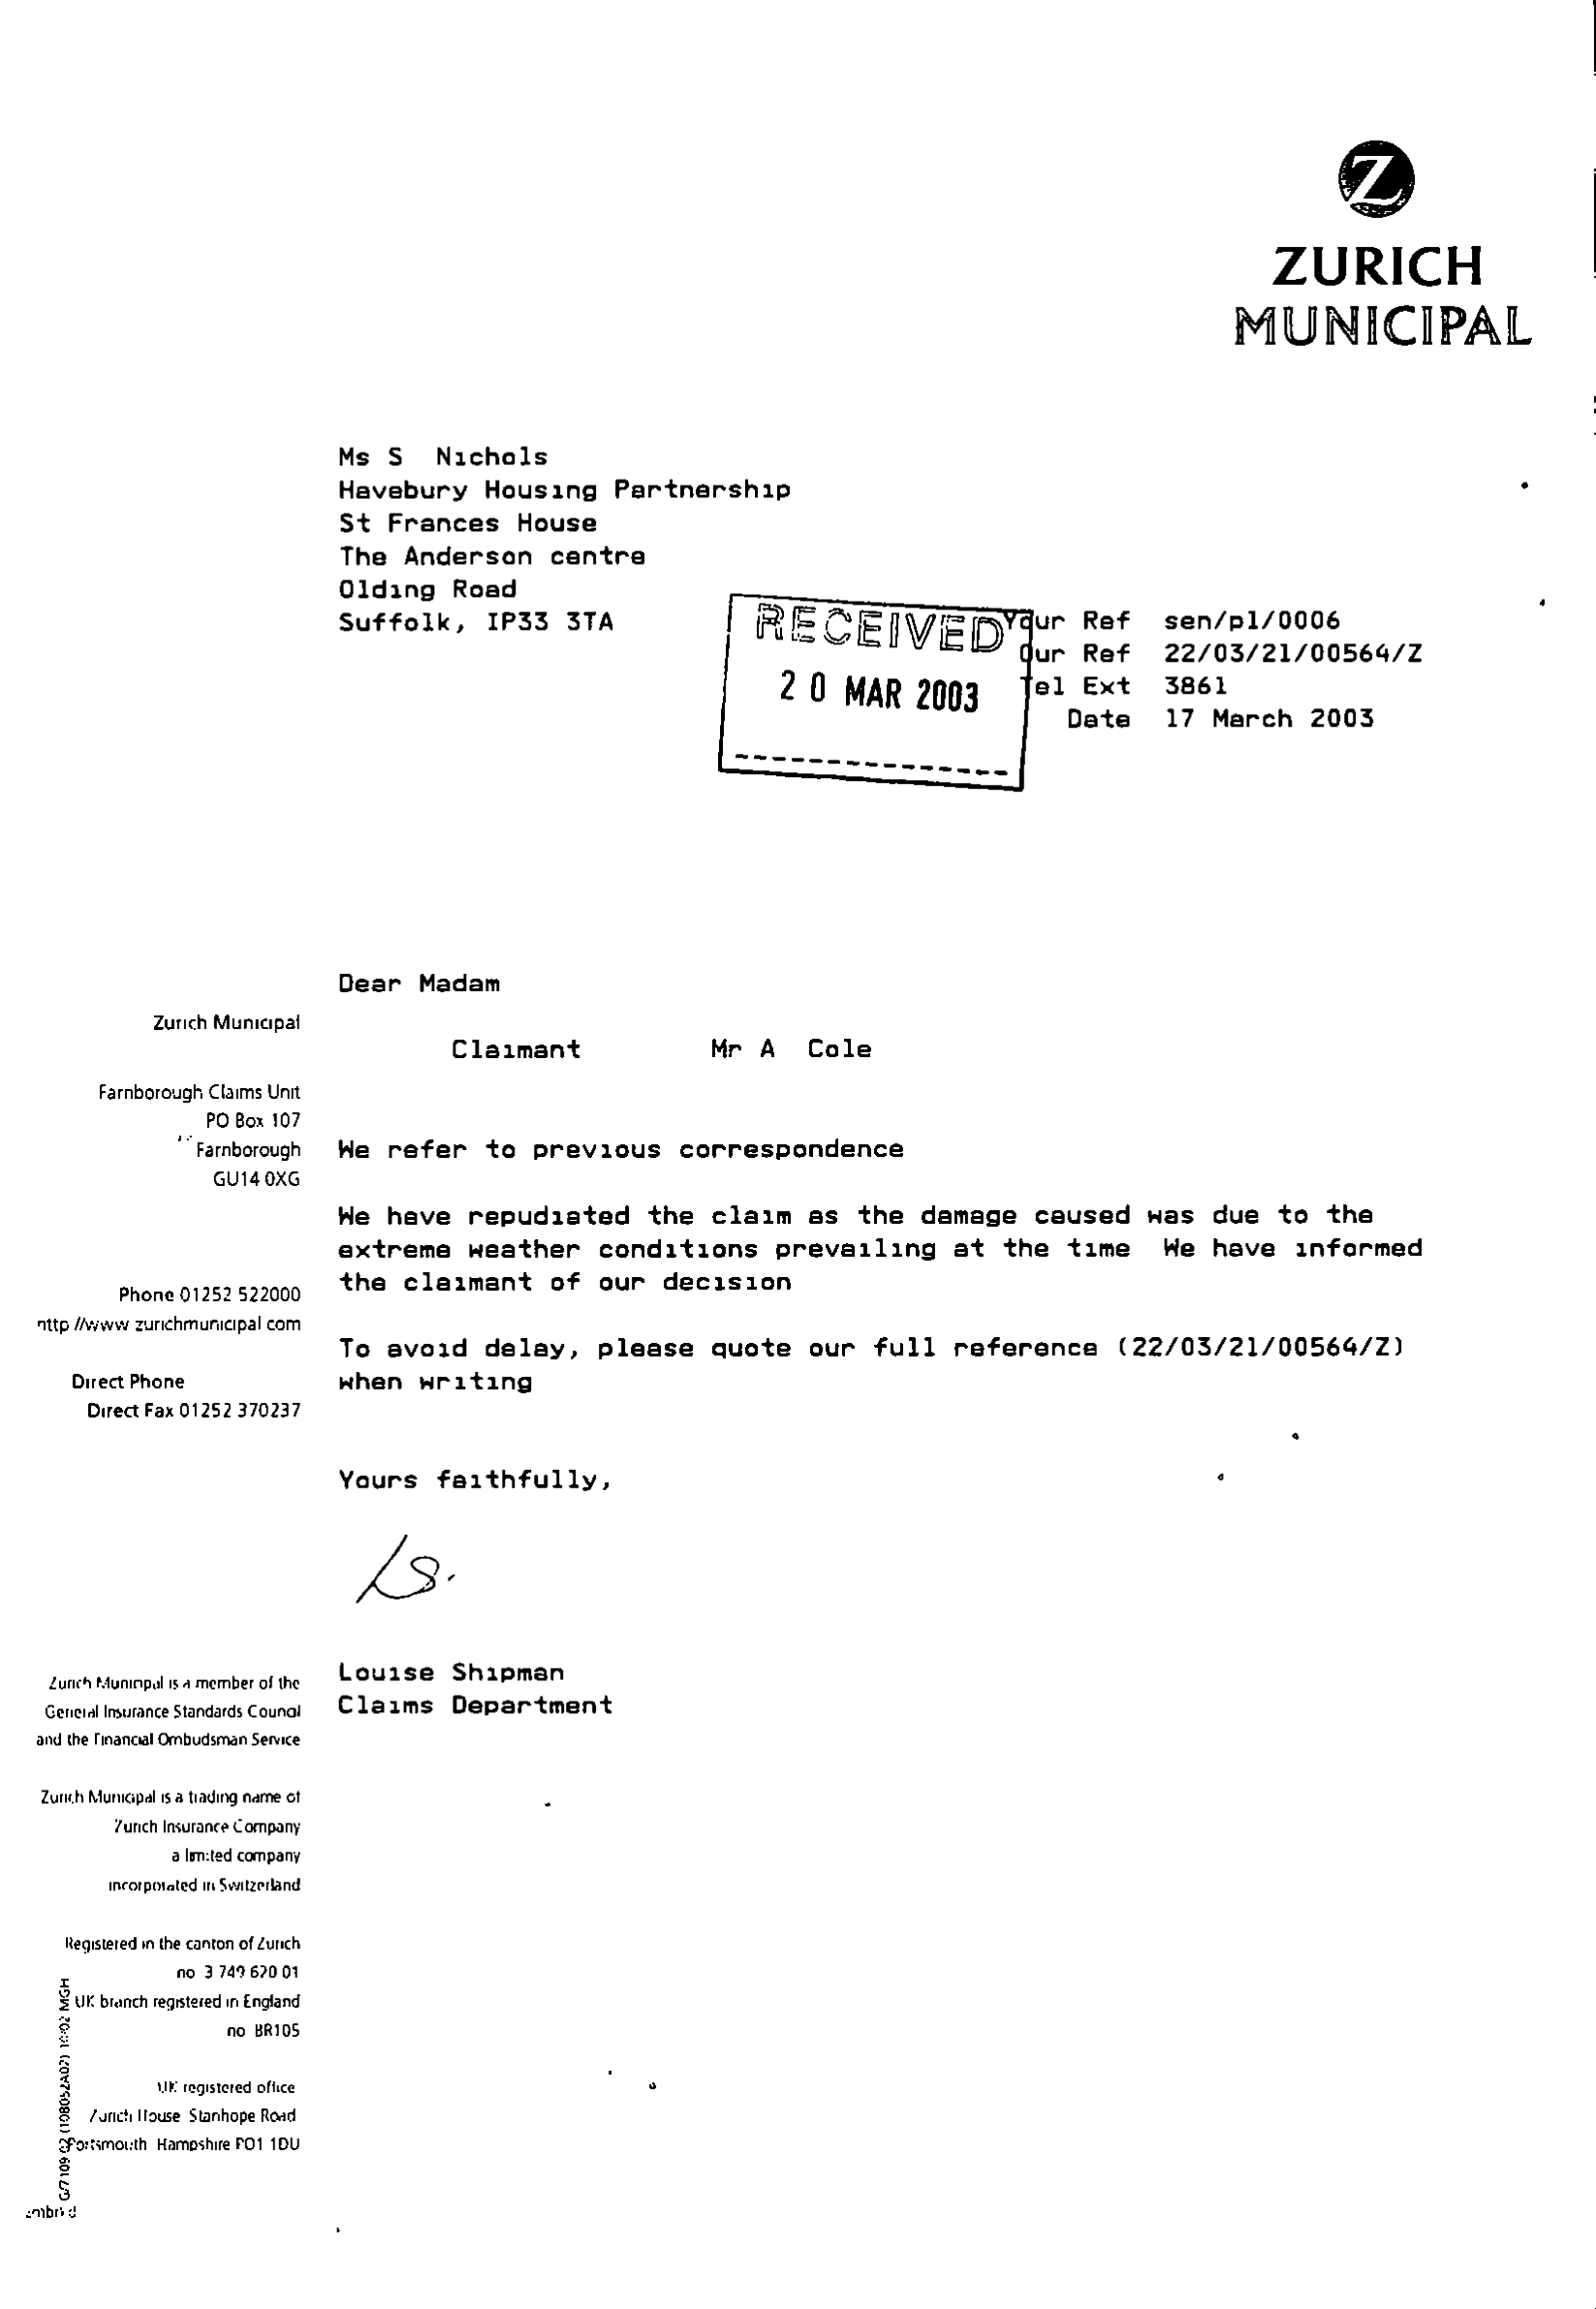 ZURICH
MUNICIPAL
Ms S Nichols
Havebury Housing Partnership
St Frances House
The Anderson centre
Olding Road
Suffolk, IP33 3TA
RECEIVED
20 MAR 2003
Your Ref sen/pl/0006
Our Ref 22/03/21/00564/Z
Tel Ext 3861
Date 17 March 2003
Dear Madam
Claimant Mr A Cole
We refer to previous correspondence
We have repudiated the claim as the damage caused was due to the
extreme weather conditions prevailing at the time We have informed
the claimant of our decision
To avoid delay, please quote our full reference (22/03/21/00564/Z)
when writing
Yours faithfully,
LS.
Louise Shipman
Claims Department
Zurich Municipal
Farnborough Claims Unit
PO Box 107
Farnborough
GU14 0XG
Phone 01252 522000
http //www zurichmunicipal com
Direct Phone
Direct Fax 01252 370237
Zurich Municipal is a member of the
General Insurance Standards Council
and the Financial Ombudsman Service
Zurich Municipal is a trading name of
Zurich Insurance Company
a limited company
incorporated in Switzerland
Registered in the canton of Zurich
no 3 749 620 01
UK branch registered in England
no BR105
UK registered office
Zurich House Stanhope Road
Portsmouth Hampshire PO1 1DU
(108052A02) MGH